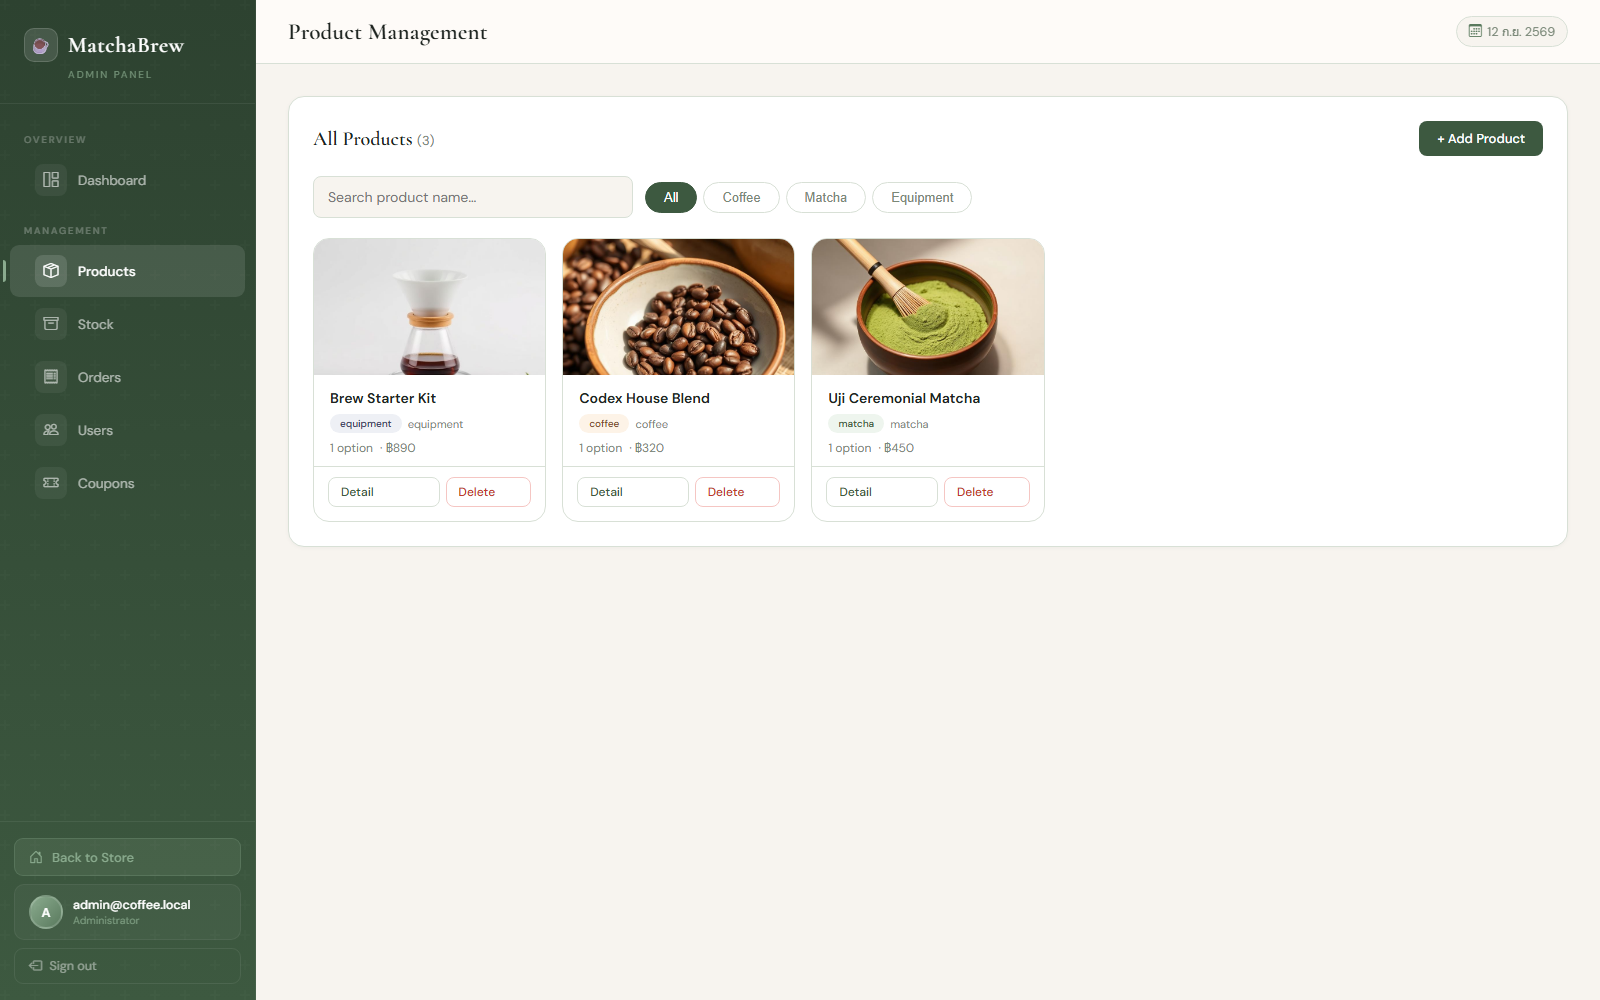 MatchaBrew
ADMIN PANEL
OVERVIEW
Dashboard
MANAGEMENT
Products
Stock
Orders
Users
Coupons
Back to Store
A
admin@coffee.local
Administrator
Sign out
Product Management
12 ก.ย. 2569
All Products (3)
+ Add Product
Search product name...
All
Coffee
Matcha
Equipment
Brew Starter Kit
equipment equipment
1 option · ฿890
Detail
Delete
Codex House Blend
coffee coffee
1 option · ฿320
Detail
Delete
Uji Ceremonial Matcha
matcha matcha
1 option · ฿450
Detail
Delete